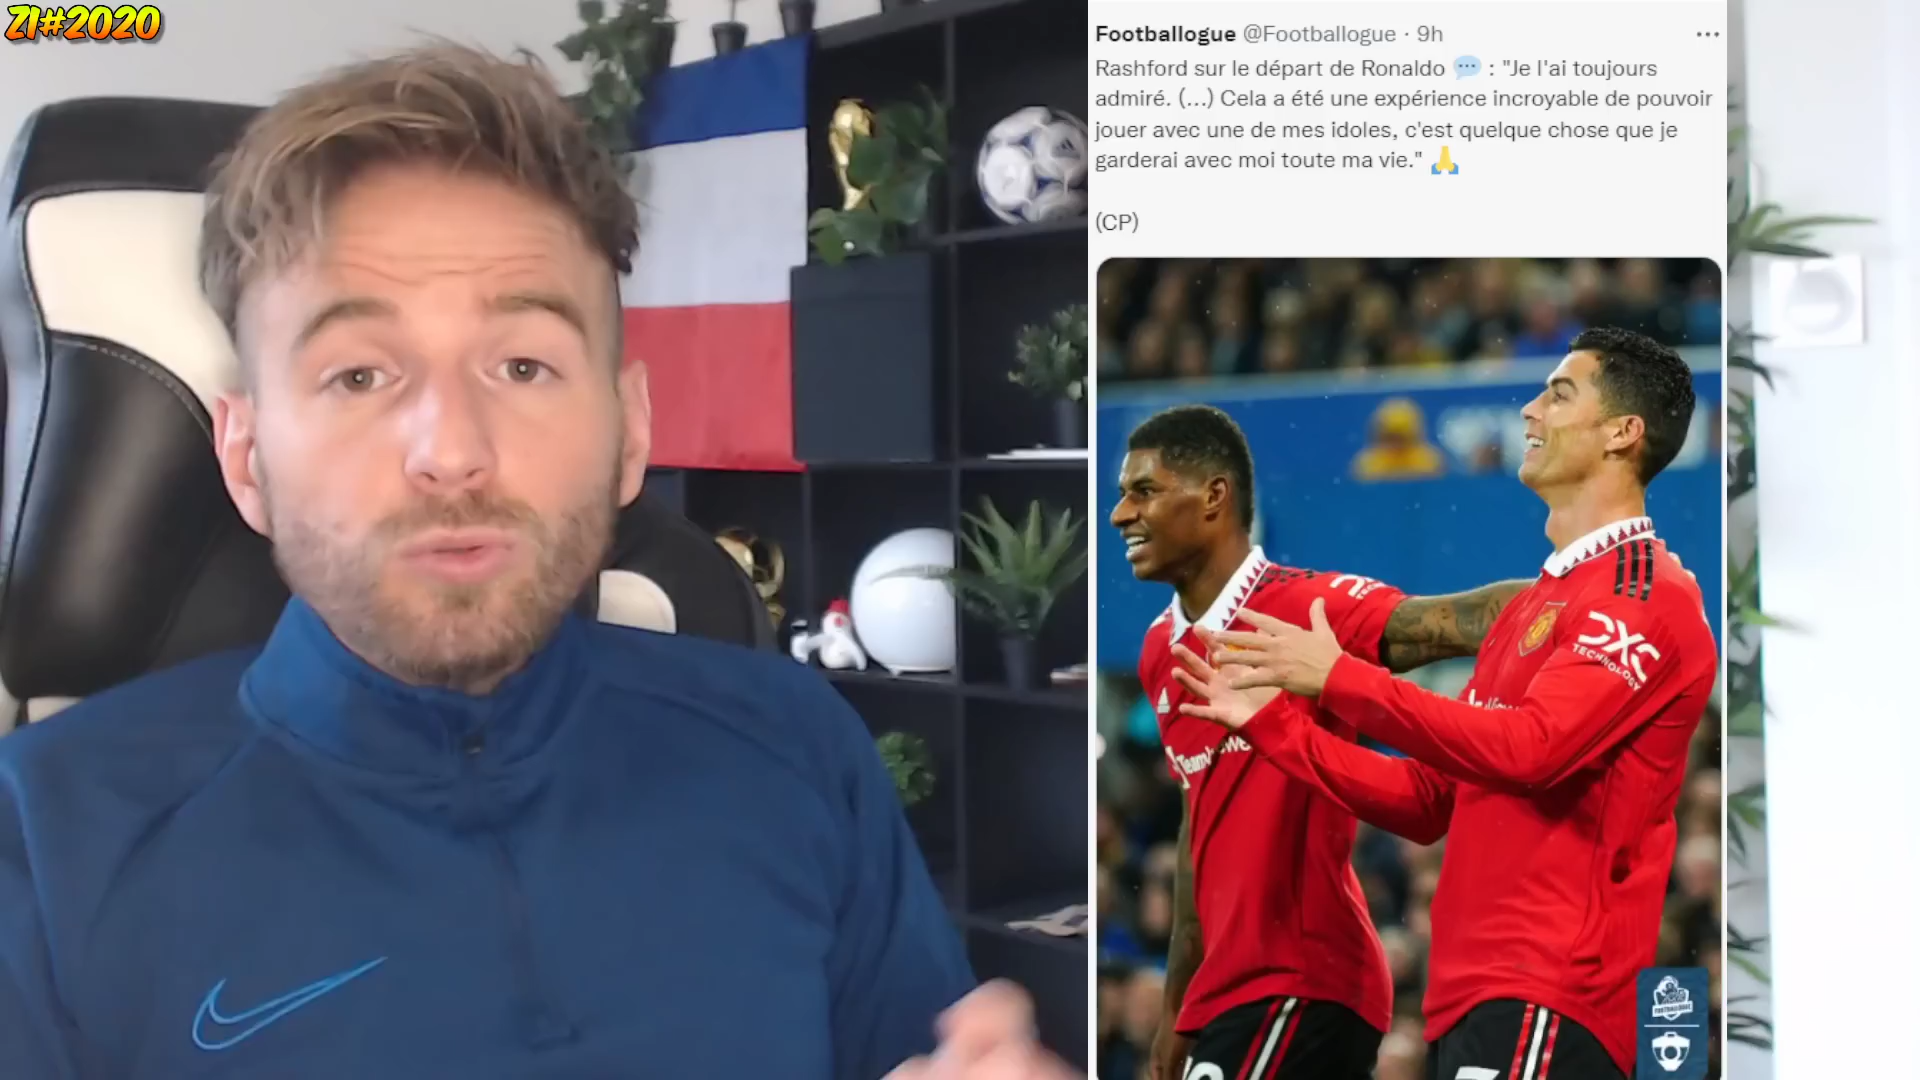 ZI#2020
Footballogue @Footballogue · 9h
Rashford sur le départ de Ronaldo 💬 : "Je l'ai toujours
admiré. (...) Cela a été une expérience incroyable de pouvoir
jouer avec une de mes idoles, c'est quelque chose que je
garderai avec moi toute ma vie." 🙏
(CP)
DXC
TECHNOLOGY